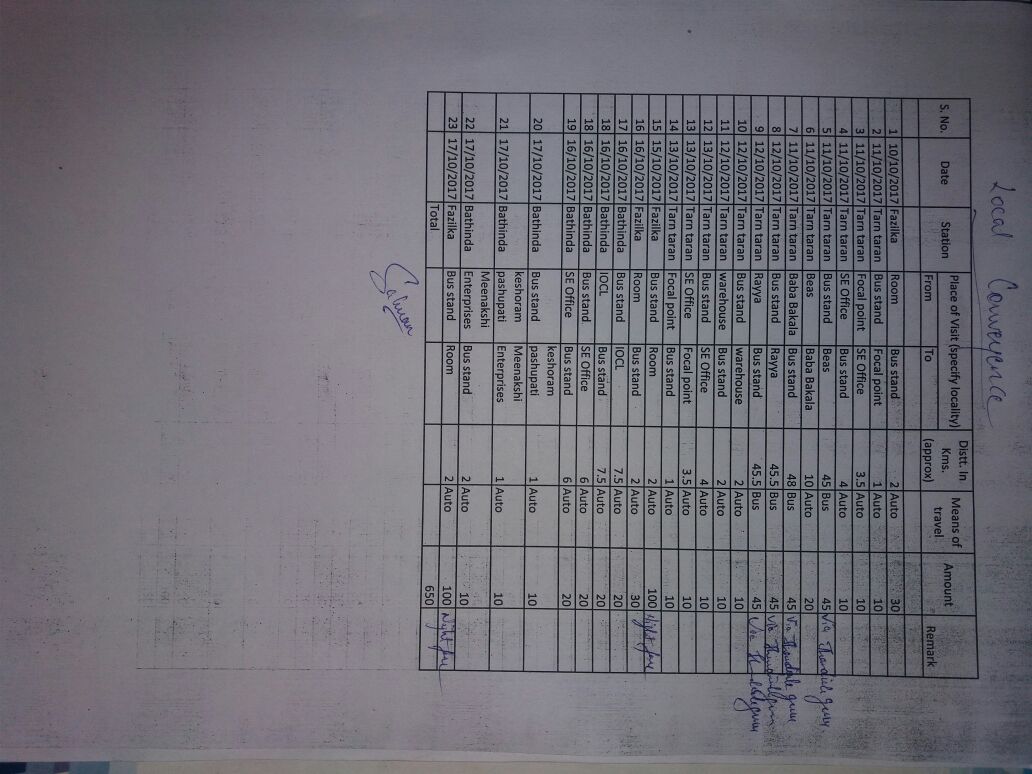 Local Conveyence
S. No. Date Station Place of Visit (specify locality) Distt. In Kms. (approx) Means of travel Amount Remark
From To
1 10/10/2017 Fazilka Room Bus stand 2 Auto 30
2 11/10/2017 Tarn taran Bus stand Focal point 1 Auto 10
3 11/10/2017 Tarn taran Focal point SE Office 3.5 Auto 10
4 11/10/2017 Tarn taran SE Office Bus stand 4 Auto 10
5 11/10/2017 Tarn taran Bus stand Beas 45 Bus 45 Via
6 11/10/2017 Tarn taran Beas Baba Bakala 10 Auto 20
7 11/10/2017 Tarn taran Baba Bakala Bus stand 48 Bus 45 Via
8 12/10/2017 Tarn taran Bus stand Rayya 45.5 Bus 45 Via
9 12/10/2017 Tarn taran Rayya Bus stand 45.5 Bus 45 Via
10 12/10/2017 Tarn taran Bus stand warehouse 2 Auto 10
11 12/10/2017 Tarn taran warehouse Bus stand 2 Auto 10
12 13/10/2017 Tarn taran Bus stand SE Office 4 Auto 10
13 13/10/2017 Tarn taran SE Office Focal point 3.5 Auto 10
14 13/10/2017 Tarn taran Focal point Bus stand 1 Auto 10
15 15/10/2017 Fazilka Bus stand Room 2 Auto 100 Night fare
16 16/10/2017 Fazilka Room Bus stand 2 Auto 30
17 16/10/2017 Bathinda Bus stand IOCL 7.5 Auto 20
18 16/10/2017 Bathinda IOCL Bus stand 7.5 Auto 20
18 16/10/2017 Bathinda Bus stand SE Office 6 Auto 20
19 16/10/2017 Bathinda SE Office Bus stand 6 Auto 20
20 17/10/2017 Bathinda Bus stand keshoram pashupati 1 Auto 10
21 17/10/2017 Bathinda keshoram pashupati Meenakshi Enterprises 1 Auto 10
22 17/10/2017 Bathinda Meenakshi Enterprises Bus stand 2 Auto 10
23 17/10/2017 Fazilka Bus stand Room 2 Auto 100 Night fare
Total 650
Salman